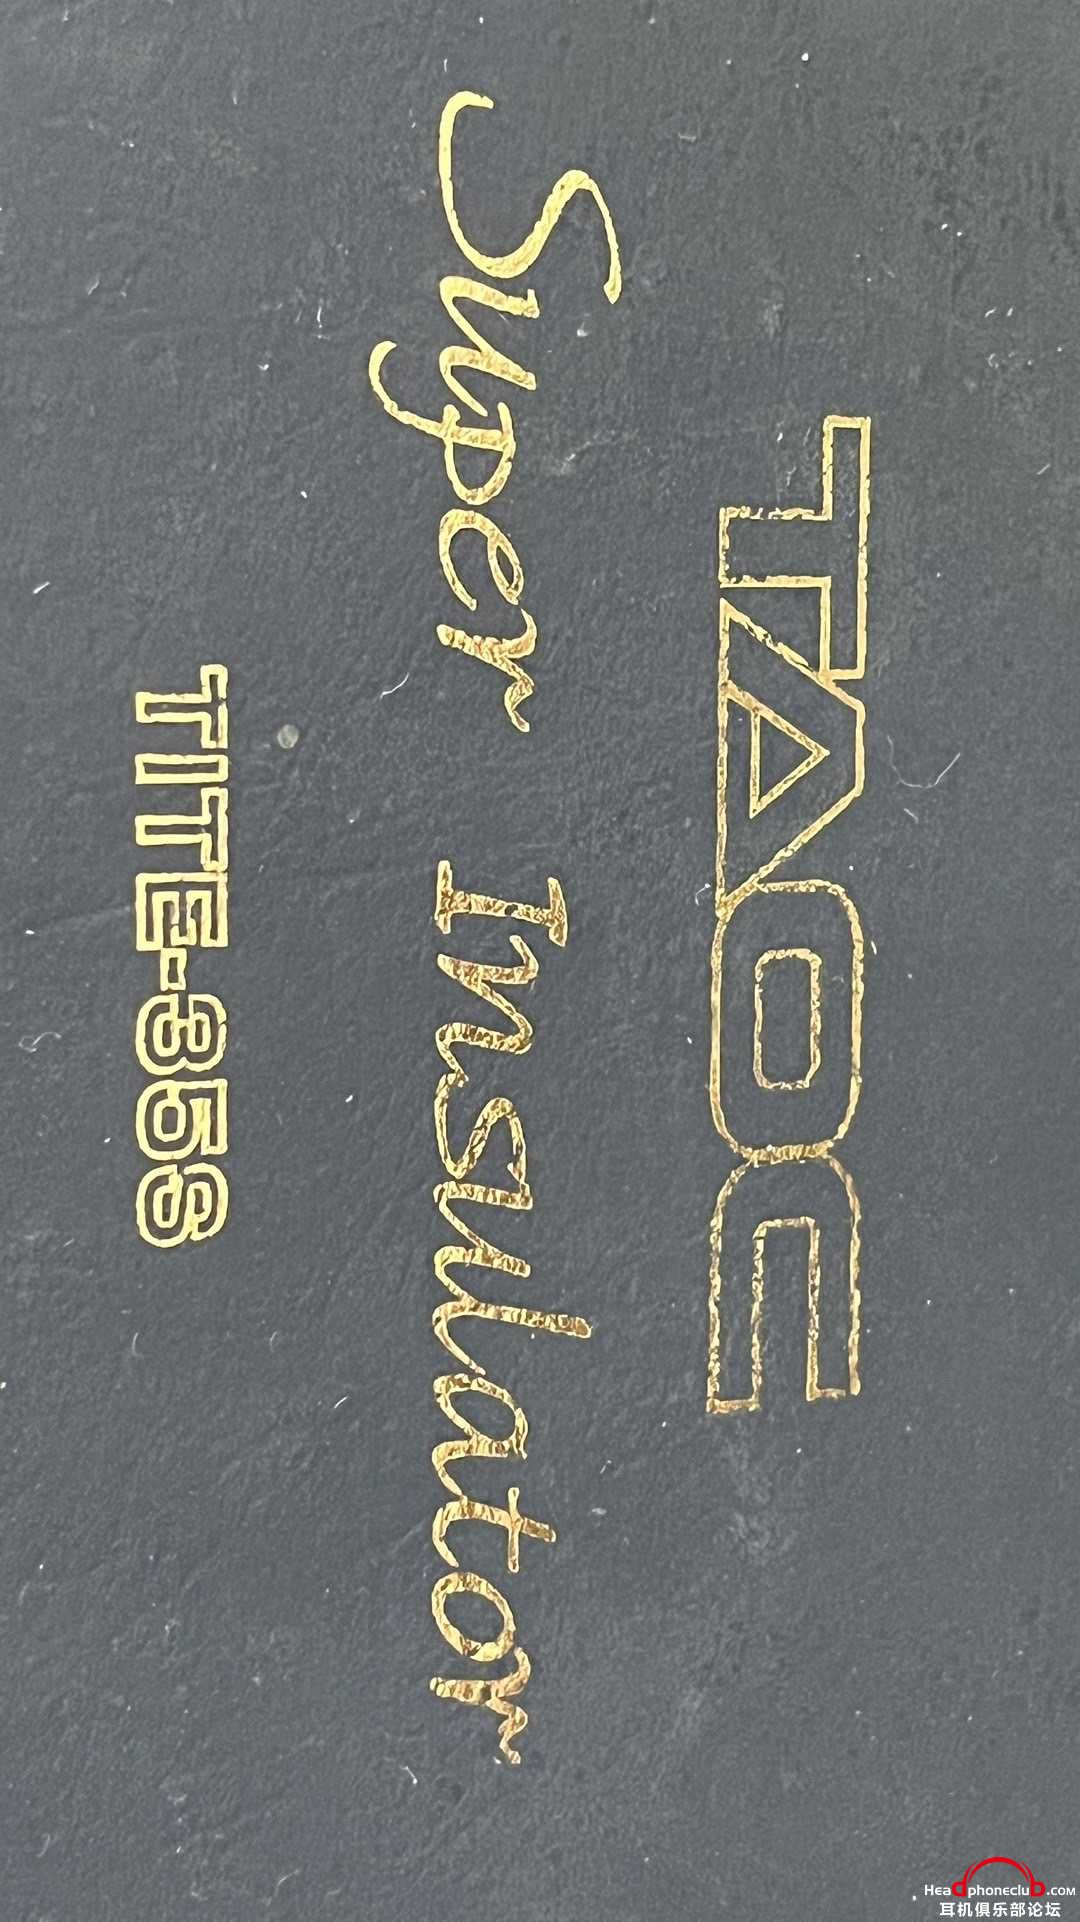 TAOC
Super Insulator
TITE-35S
Headphoneclub.com
耳机俱乐部论坛